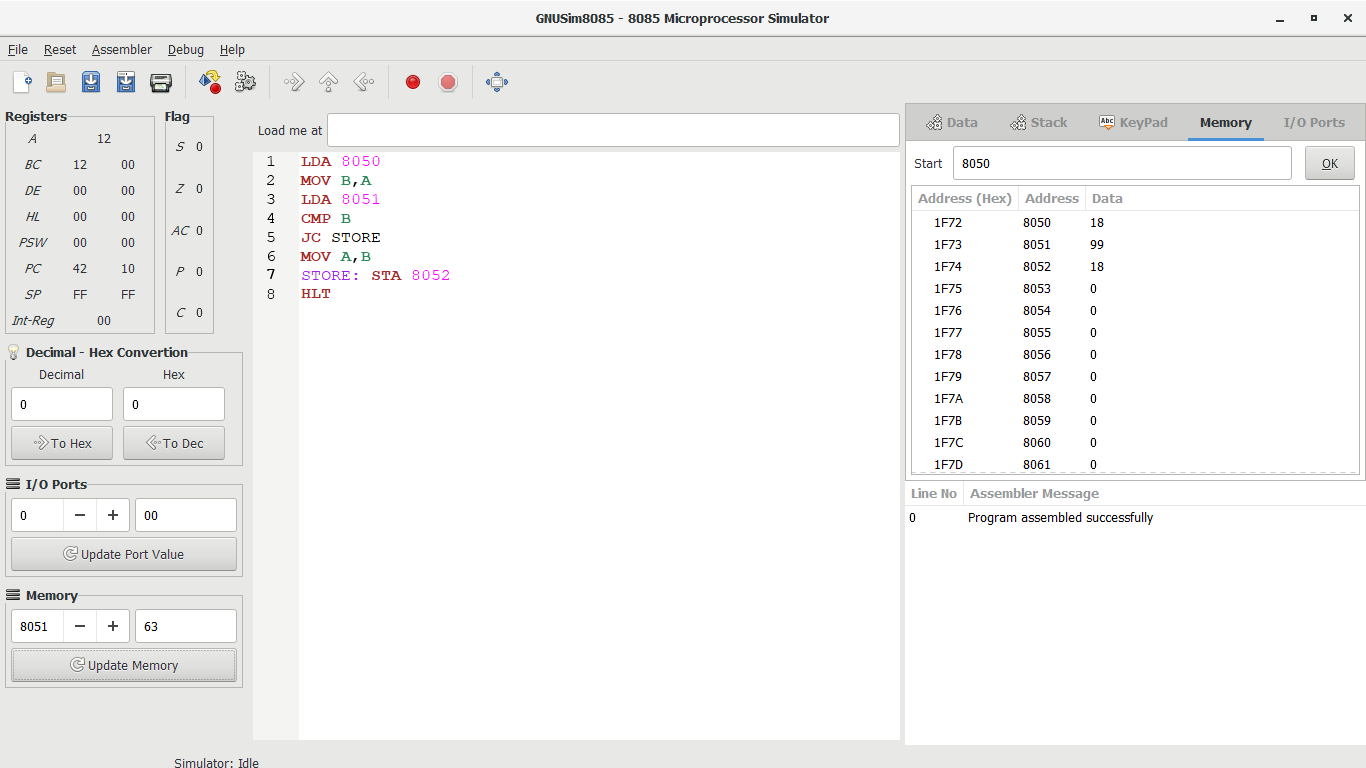 GNUSim8085 - 8085 Microprocessor Simulator
File Reset Assembler Debug Help
Registers
A 12
BC 12 00
DE 00 00
HL 00 00
PSW 00 00
PC 42 10
SP FF FF
Int-Reg 00
Flag
S 0
Z 0
AC 0
P 0
C 0
Decimal - Hex Convertion
Decimal Hex
0 0
To Hex To Dec
I/O Ports
0 − + 00
Update Port Value
Memory
8051 − + 63
Update Memory
Load me at
1 LDA 8050
2 MOV B,A
3 LDA 8051
4 CMP B
5 JC STORE
6 MOV A,B
7 STORE: STA 8052
8 HLT
Data Stack Abc KeyPad Memory I/O Ports
Start 8050 OK
Address (Hex) Address Data
1F72 8050 18
1F73 8051 99
1F74 8052 18
1F75 8053 0
1F76 8054 0
1F77 8055 0
1F78 8056 0
1F79 8057 0
1F7A 8058 0
1F7B 8059 0
1F7C 8060 0
1F7D 8061 0
Line No Assembler Message
0 Program assembled successfully
Simulator: Idle